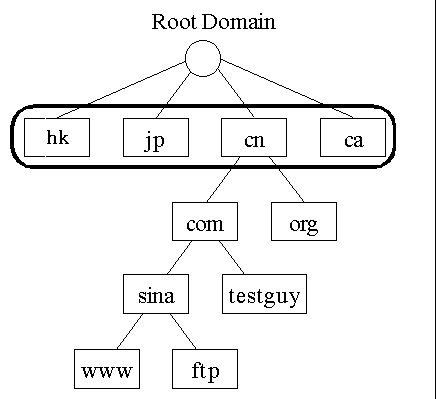 Root Domain
hk jp cn ca
com org
sina testguy
www ftp